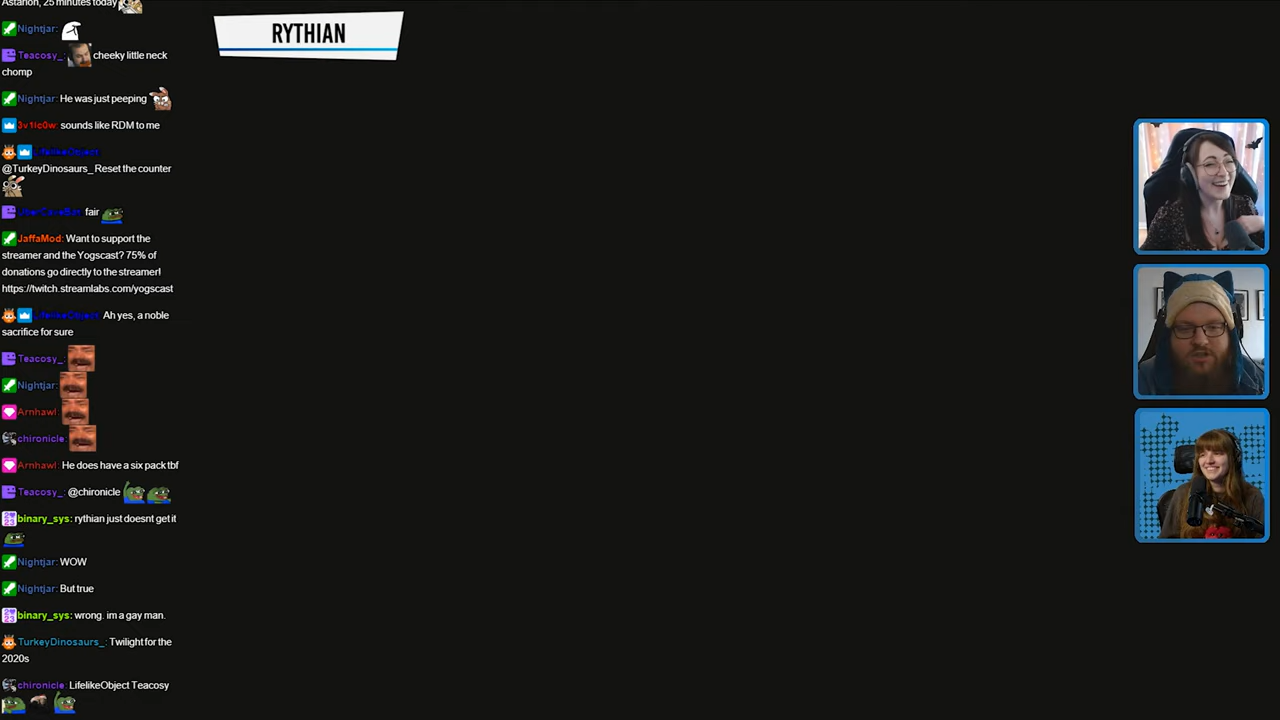 Astarion, 25 minutes today
RYTHIAN
Nightjar:
Teacosy_: cheeky little neck
chomp
Nightjar: He was just peeping
3v1lc0w: sounds like RDM to me
LifelikeObject:
@TurkeyDinosaurs_ Reset the counter
fair
JaffaMod: Want to support the
streamer and the Yogscast? 75% of
donations go directly to the streamer!
https://twitch.streamlabs.com/yogscast
LifelikeObject: Ah yes, a noble
sacrifice for sure
Teacosy_:
Nightjar:
Arnhawl:
chironicle:
Arnhawl: He does have a six pack tbf
Teacosy_: @chironicle
binary_sys: rythian just doesnt get it
Nightjar: WOW
Nightjar: But true
binary_sys: wrong. im a gay man.
TurkeyDinosaurs_: Twilight for the
2020s
chironicle: LifelikeObject Teacosy